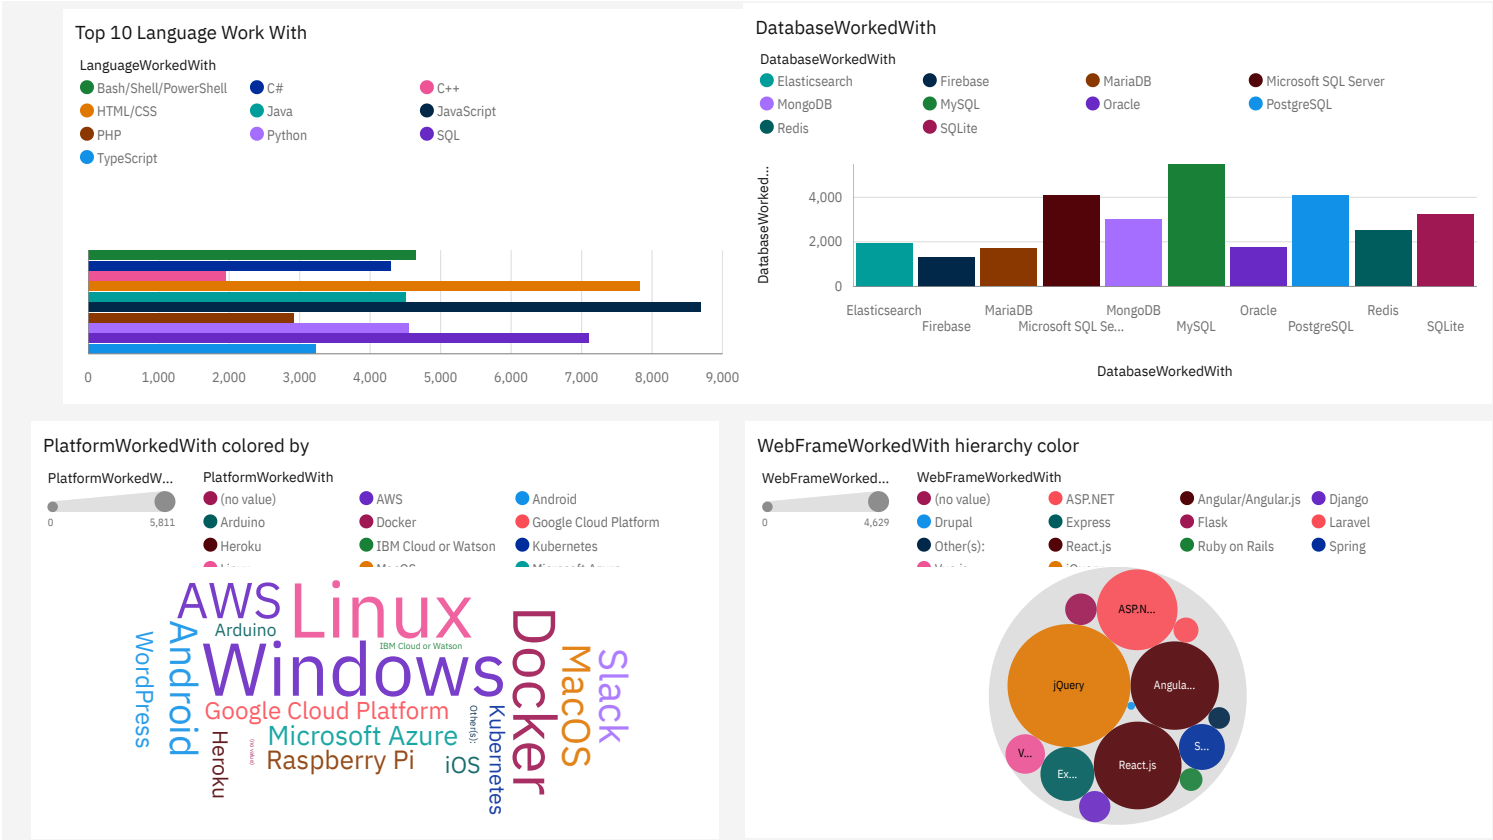 Top 10 Language Work With
LanguageWorkedWith
Bash/Shell/PowerShell C# C++
HTML/CSS Java JavaScript
PHP Python SQL
TypeScript
0 1,000 2,000 3,000 4,000 5,000 6,000 7,000 8,000 9,000
DatabaseWorkedWith
DatabaseWorkedWith
Elasticsearch Firebase MariaDB Microsoft SQL Server
MongoDB MySQL Oracle PostgreSQL
Redis SQLite
DatabaseWorked...
4,000
2,000
0
Elasticsearch MariaDB MongoDB Oracle Redis
Firebase Microsoft SQL Se... MySQL PostgreSQL SQLite
DatabaseWorkedWith
PlatformWorkedWith colored by
PlatformWorkedW...
0 5,811
PlatformWorkedWith
(no value) AWS Android
Arduino Docker Google Cloud Platform
Heroku IBM Cloud or Watson Kubernetes
Linux MacOS Microsoft Azure
AWS
Linux
Arduino
IBM Cloud or Watson
WordPress
Android
Windows
Docker
MacOS
Slack
Google Cloud Platform
Other(s):
Kubernetes
Heroku
(no value)
Microsoft Azure
Raspberry Pi
iOS
WebFrameWorkedWith hierarchy color
WebFrameWorked...
0 4,629
WebFrameWorkedWith
(no value) ASP.NET Angular/Angular.js Django
Drupal Express Flask Laravel
Other(s): React.js Ruby on Rails Spring
Vue.js jQuery
ASP.N...
jQuery
Angula...
V...
S...
Ex...
React.js